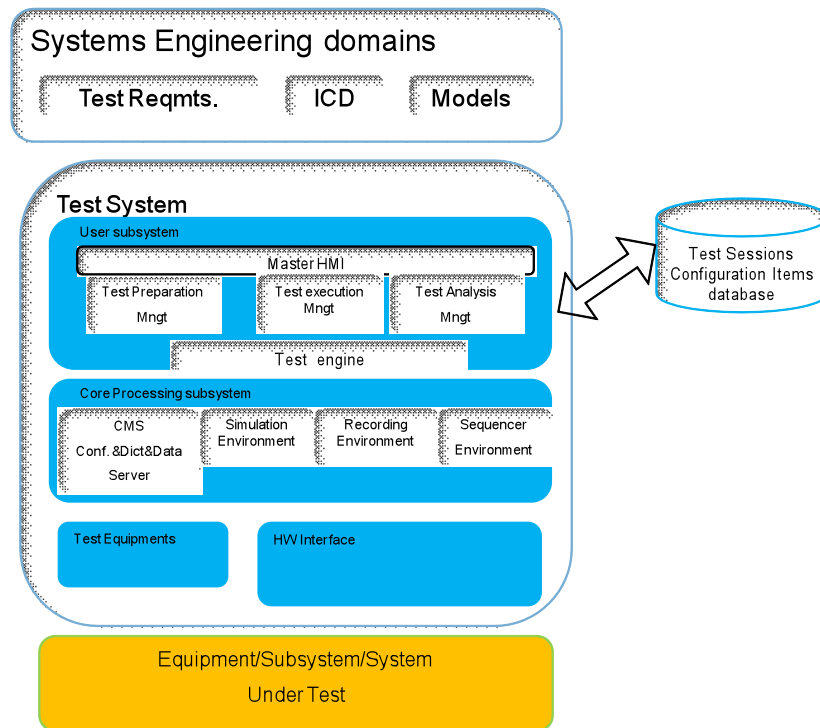 Systems Engineering domains
Test Reqmts.
ICD
Models
Test System
User subsystem
Master HMI
Test Preparation
Mngt
Test execution
Mngt
Test Analysis
Mngt
Test engine
Core Processing subsystem
CMS
Conf.&Dict&Data
Server
Simulation
Environment
Recording
Environment
Sequencer
Environment
Test Equipments
HW Interface
Test Sessions
Configuration Items
database
Equipment/Subsystem/System
Under Test